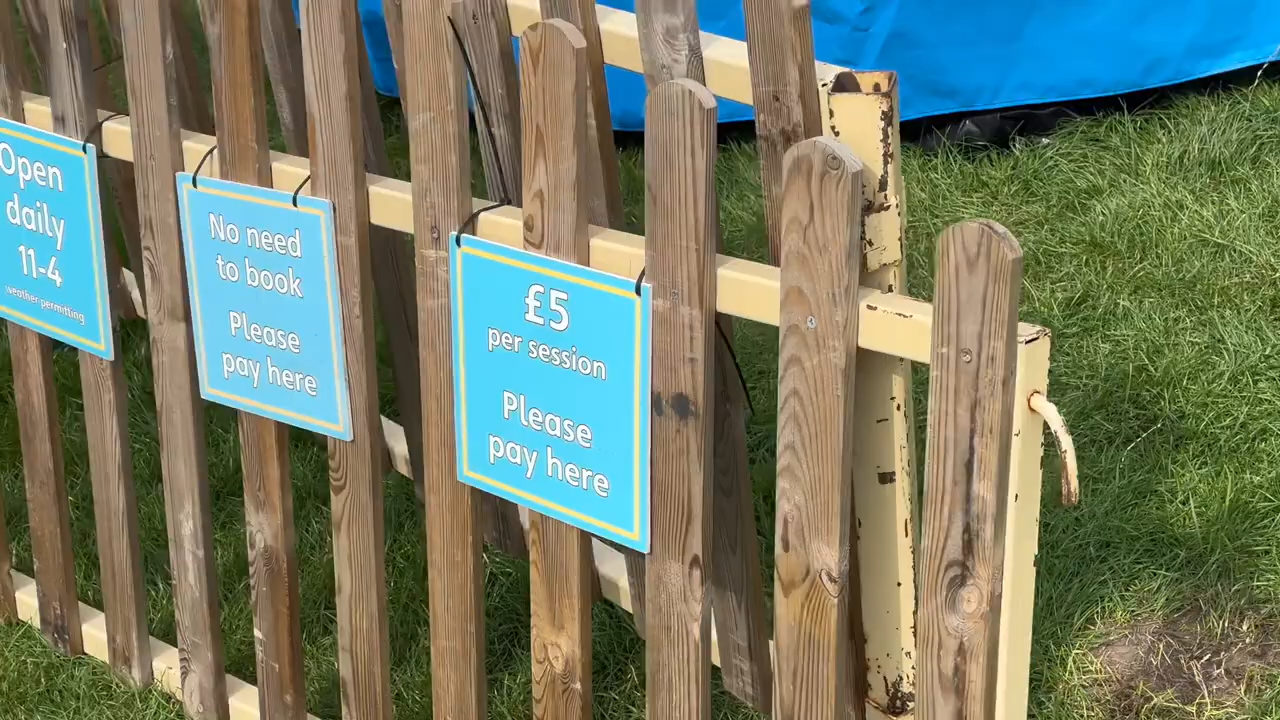 Open
daily
11-4
weather permitting
No need
to book
Please
pay here
£5
per session
Please
pay here